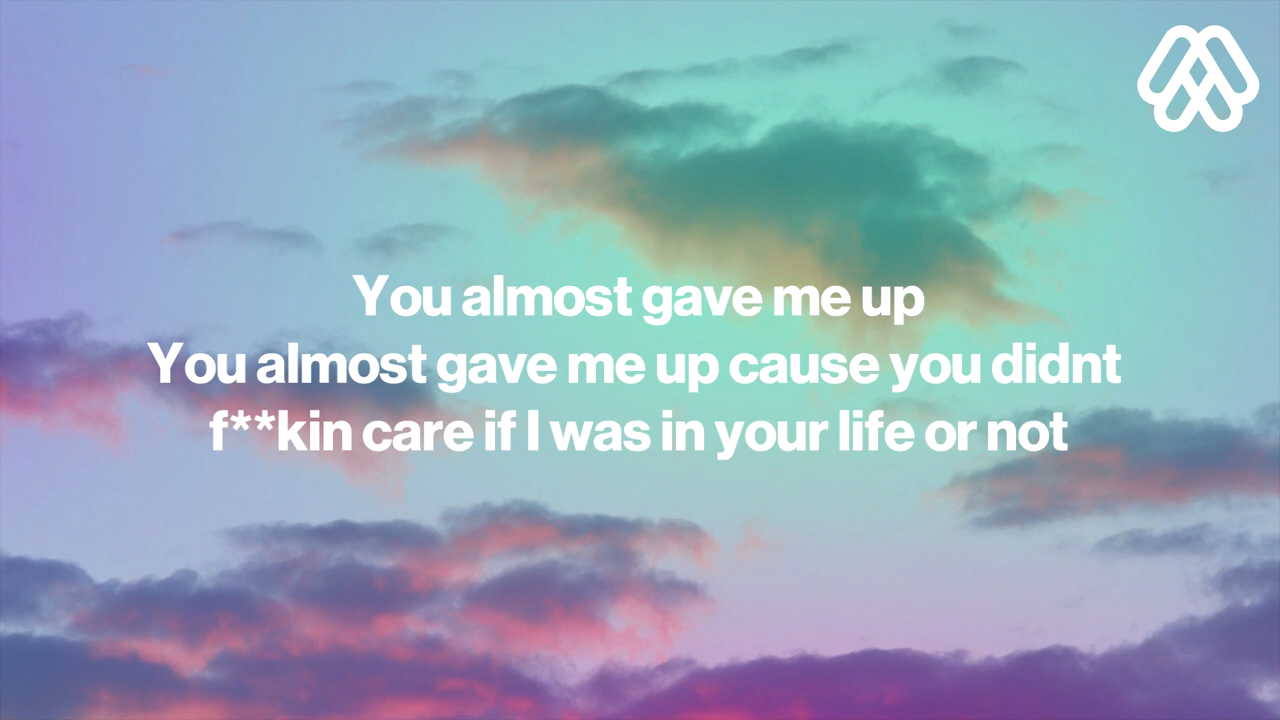 You almost gave me up
You almost gave me up cause you didnt
f**kin care if I was in your life or not